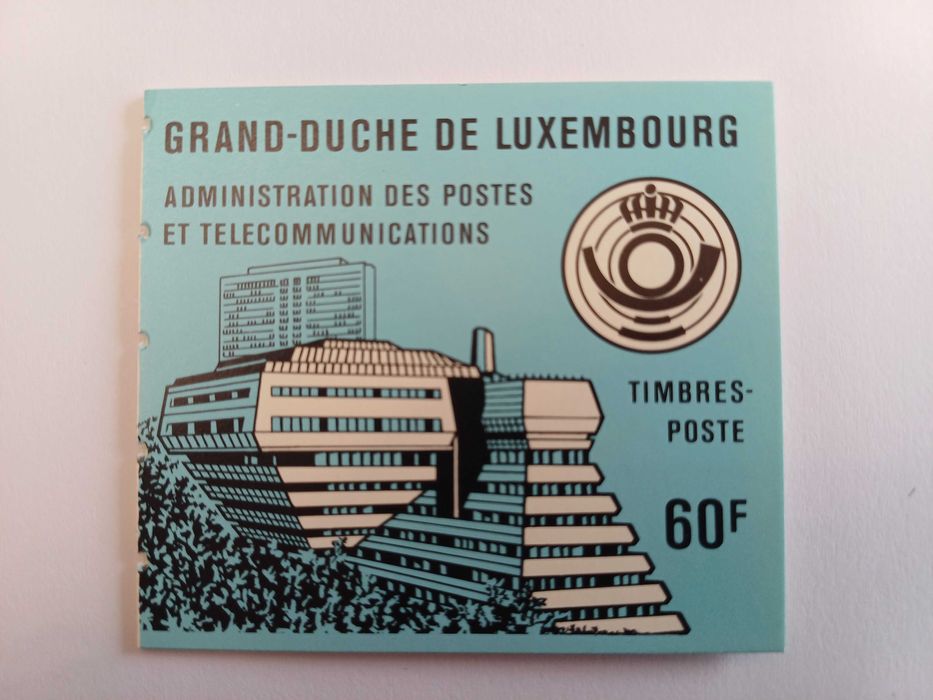 GRAND-DUCHE DE LUXEMBOURG
ADMINISTRATION DES POSTES
ET TELECOMMUNICATIONS
TIMBRES-
POSTE
60F